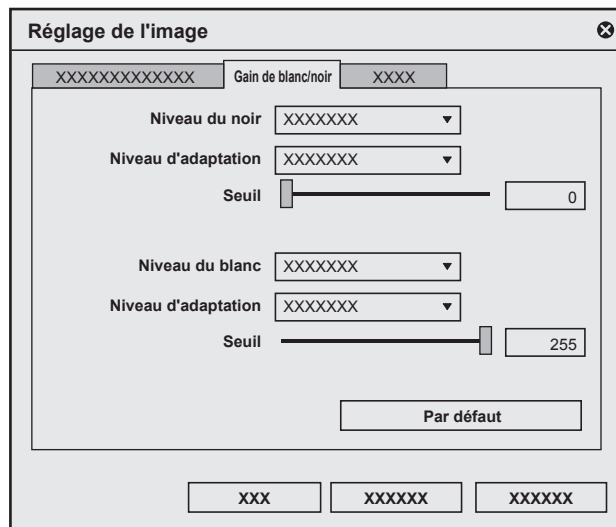 Réglage de l'image
XXXXXXXXXXXXX Gain de blanc/noir XXXX
Niveau du noir XXXXXXX
Niveau d'adaptation XXXXXXX
Seuil 0
Niveau du blanc XXXXXXX
Niveau d'adaptation XXXXXXX
Seuil 255
Par défaut
XXX XXXXXX XXXXXX